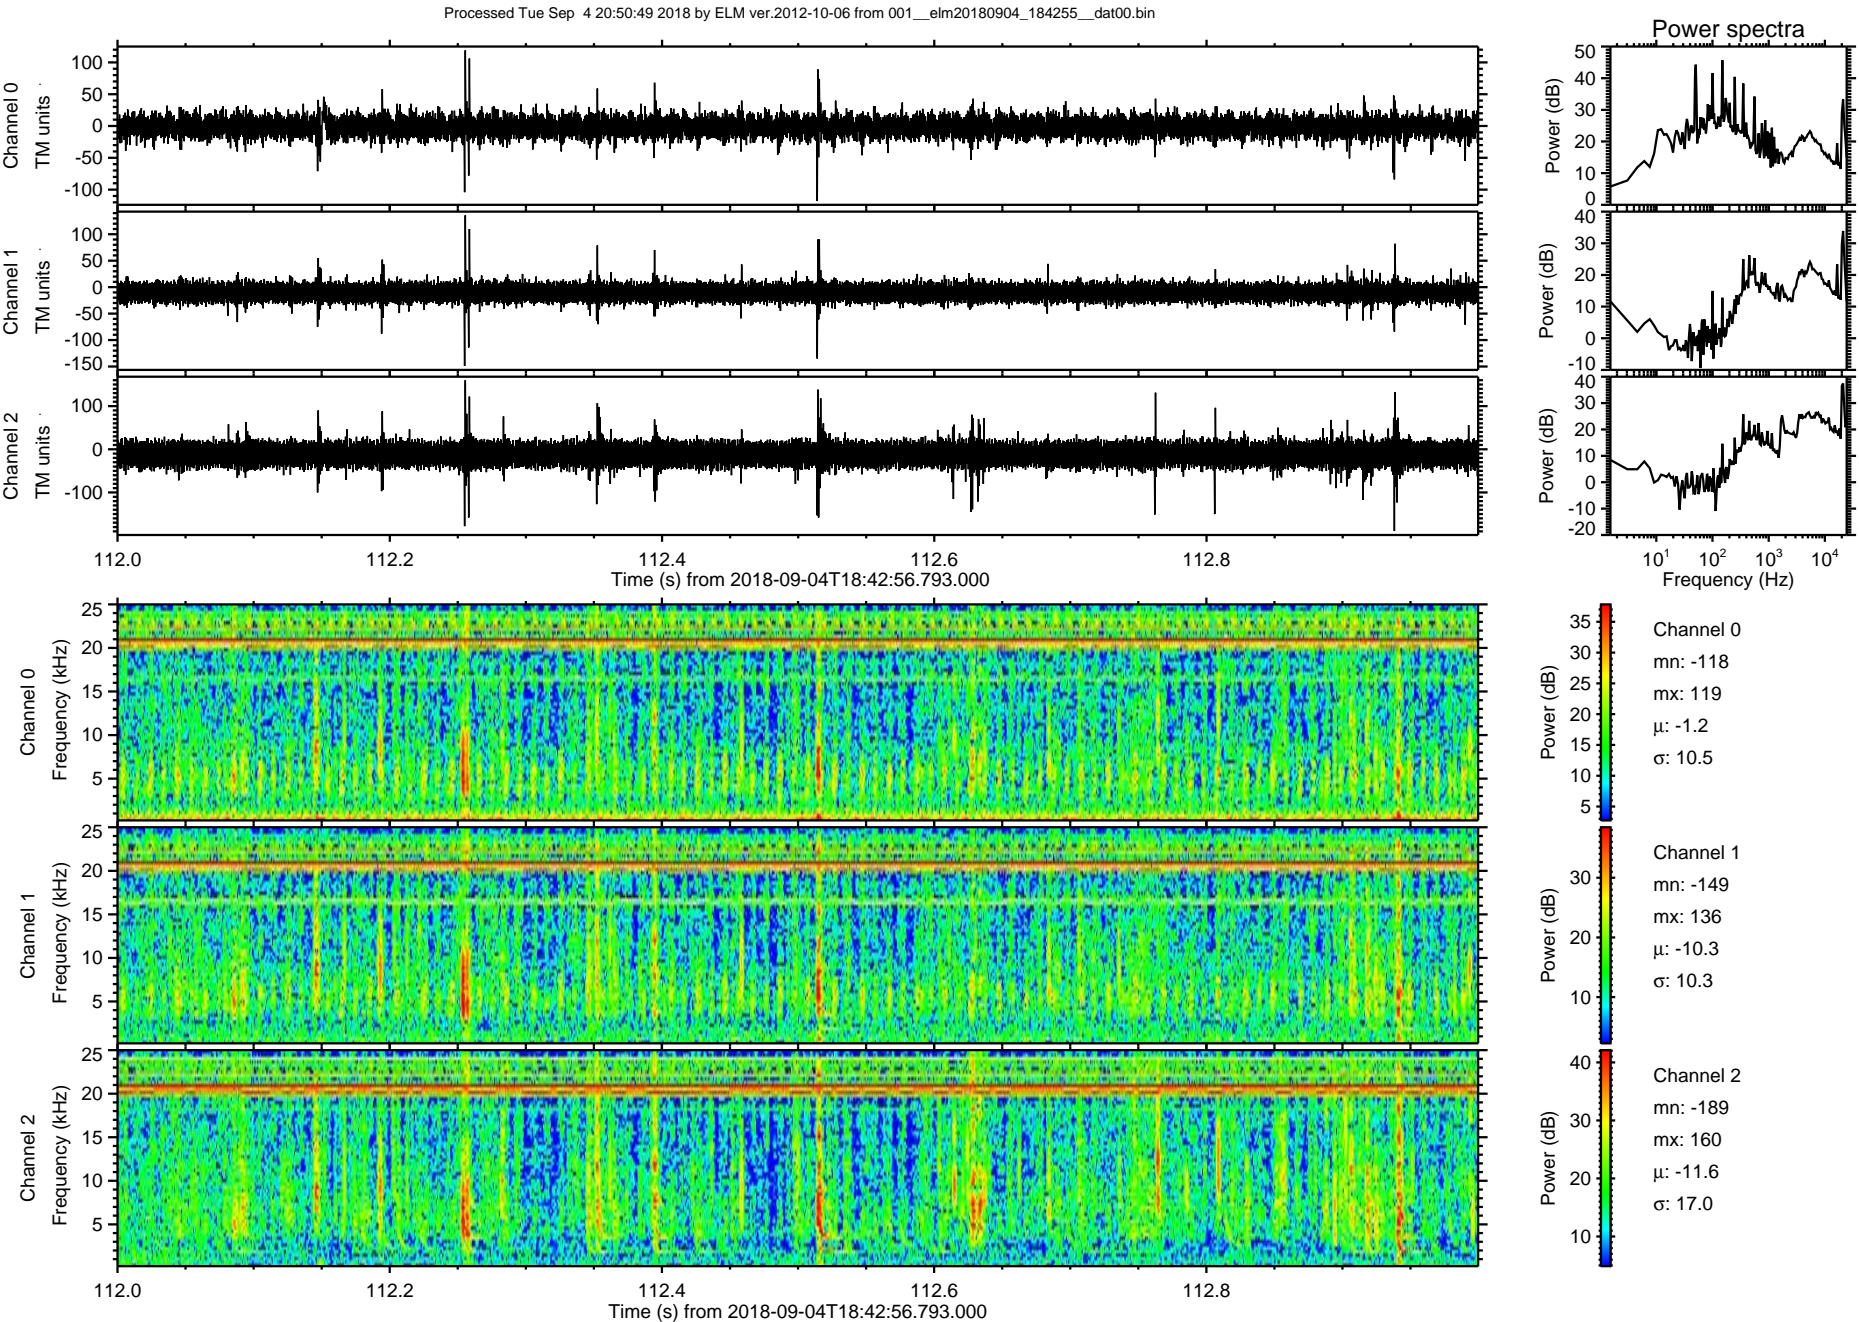 Processed Tue Sep  4 20:50:49 2018 by ELM ver.2012-10-06 from 001__elm20180904_184255__dat00.bin
Power spectra
Channel 0
TM units
100
50
0
-50
-100
Power (dB)
50
40
30
20
10
0
Channel 1
TM units
100
50
0
-50
-100
-150
Power (dB)
40
30
20
10
0
-10
Channel 2
TM units
100
0
-100
Power (dB)
40
30
20
10
0
-10
-20
112.0 112.2 112.4 112.6 112.8
Time (s) from 2018-09-04T18:42:56.793.000
10¹ 10² 10³ 10⁴
Frequency (Hz)
Channel 0
Frequency (kHz)
25
20
15
10
5
Power (dB)
35
30
25
20
15
10
5
Channel 0
mn: -118
mx: 119
μ: -1.2
σ: 10.5
Channel 1
Frequency (kHz)
25
20
15
10
5
Power (dB)
30
20
10
Channel 1
mn: -149
mx: 136
μ: -10.3
σ: 10.3
Channel 2
Frequency (kHz)
25
20
15
10
5
Power (dB)
40
30
20
10
Channel 2
mn: -189
mx: 160
μ: -11.6
σ: 17.0
112.0 112.2 112.4 112.6 112.8
Time (s) from 2018-09-04T18:42:56.793.000